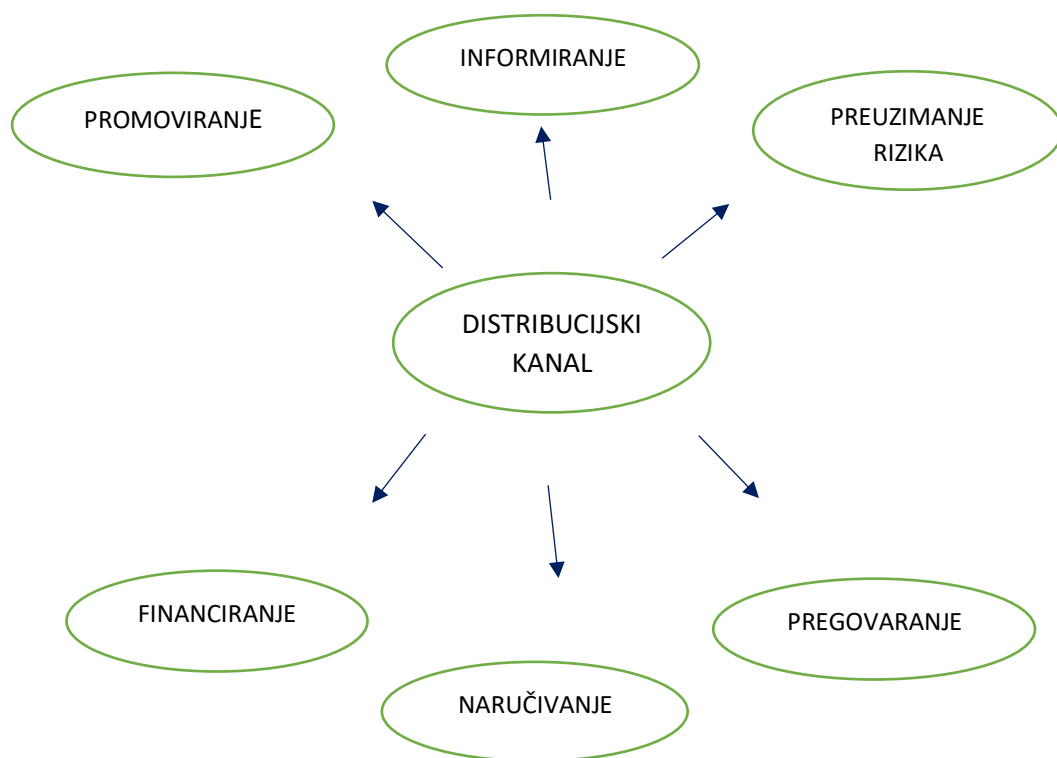 INFORMIRANJE
PROMOVIRANJE
PREUZIMANJE
RIZIKA
DISTRIBUCIJSKI
KANAL
FINANCIRANJE
PREGOVARANJE
NARUČIVANJE